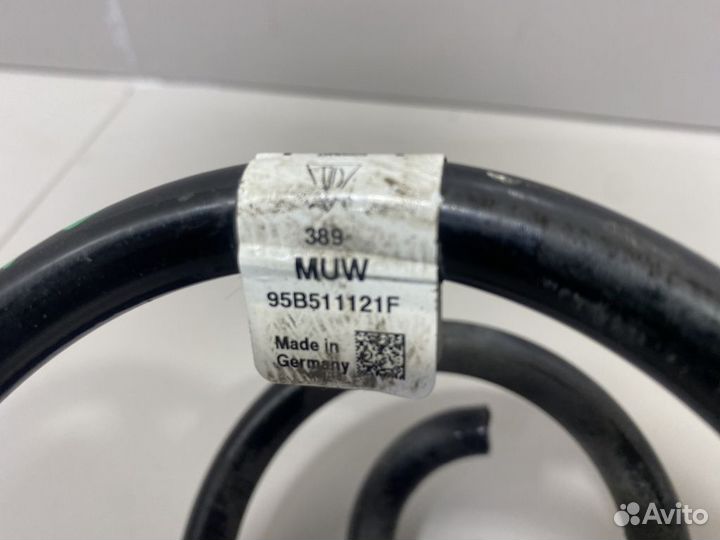 389
MUW
95B511121F
Made in
Germany
Avito